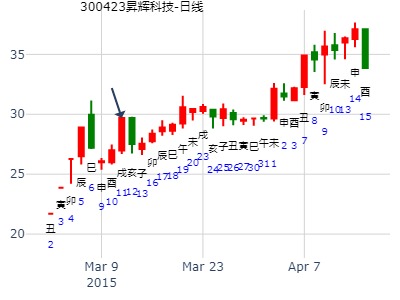 300423昇辉科技-日线
35
30
25
20
丑 寅 卯 辰 巳 申 酉 戌 亥 子 卯 辰 巳 午 未 戌 亥 子 丑 寅 巳 午 未 申 酉 丑 寅 卯 辰 未 申 酉
2 3 4 5 6 9 10 11 12 13 16 17 18 19 20 23 24 25 26 27 30 31 1 2 3 7 8 9 10 13 14 15
Mar 9
2015
Mar 23
Apr 7